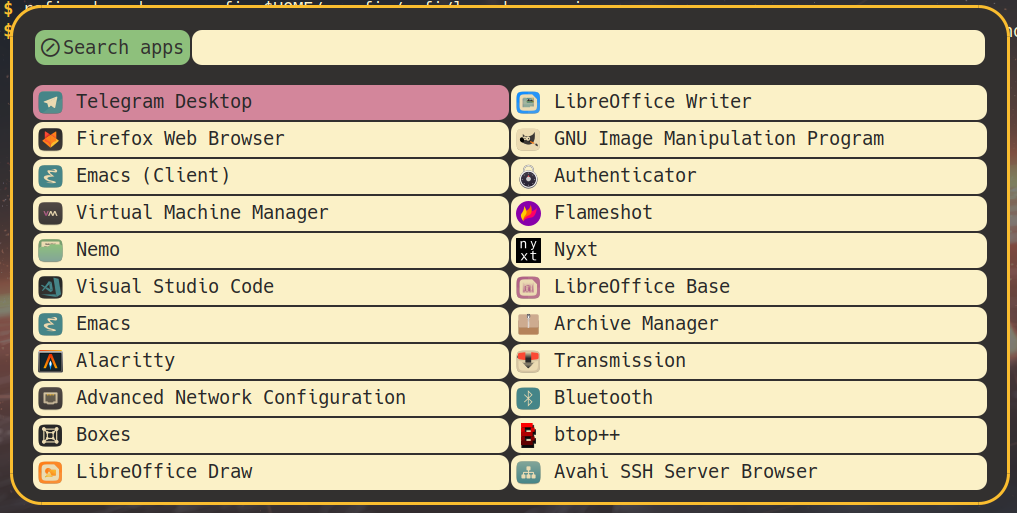 $
$
Search apps
Telegram Desktop
LibreOffice Writer
Firefox Web Browser
GNU Image Manipulation Program
Emacs (Client)
Authenticator
Virtual Machine Manager
Flameshot
Nemo
ny
xt
Nyxt
Visual Studio Code
LibreOffice Base
Emacs
Archive Manager
Alacritty
Transmission
Advanced Network Configuration
Bluetooth
Boxes
B
btop++
LibreOffice Draw
Avahi SSH Server Browser